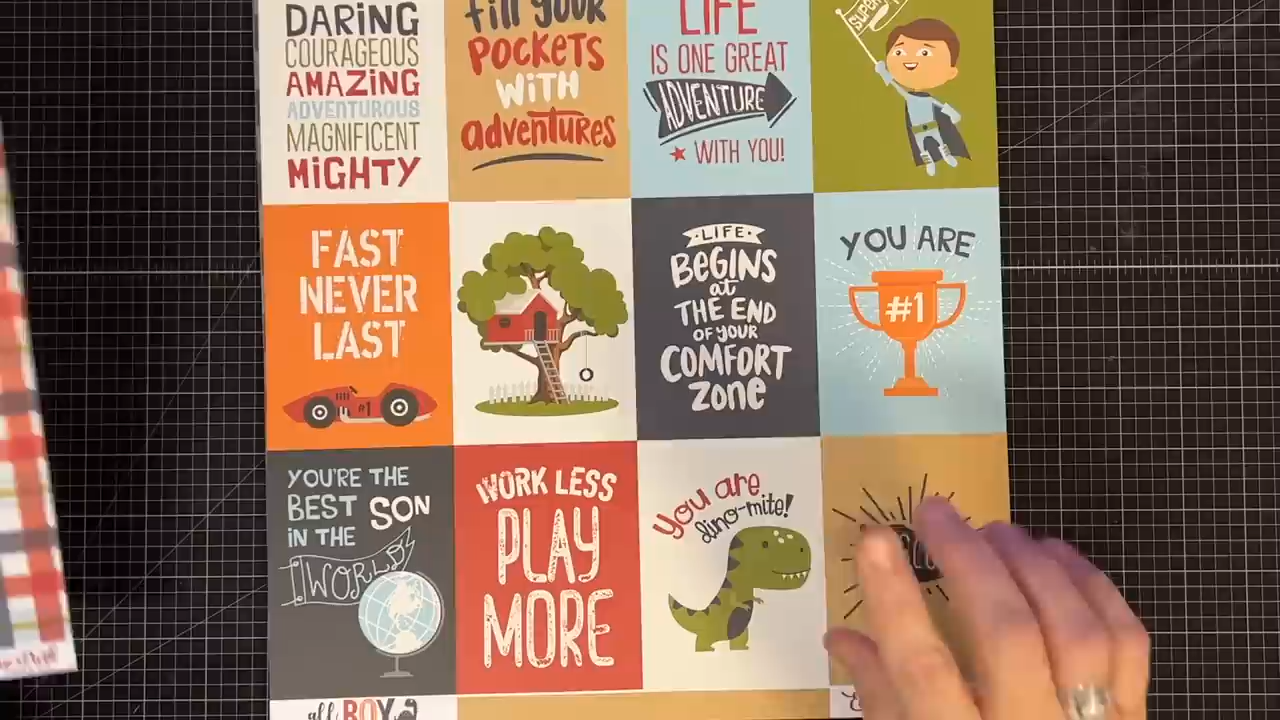 DARING
COURAGEOUS
AMAZING
ADVENTUROUS
MAGNIFICENT
MiGHTY
fill your
POCKETS
WiTH
adventures
LIFE
IS ONE GREAT
ADVENTURE
WITH YOU!
FAST
NEVER
LAST
#1
·LIFE·
BEGiNS
at
THE END
OF YOUR
COMFORT
ZONE
YOU ARE
#1
YOU'RE THE
BEST SON
iN THE
WORLD
WORK LESS
PLAY
MORE
you are
dino-mite!
all BOY